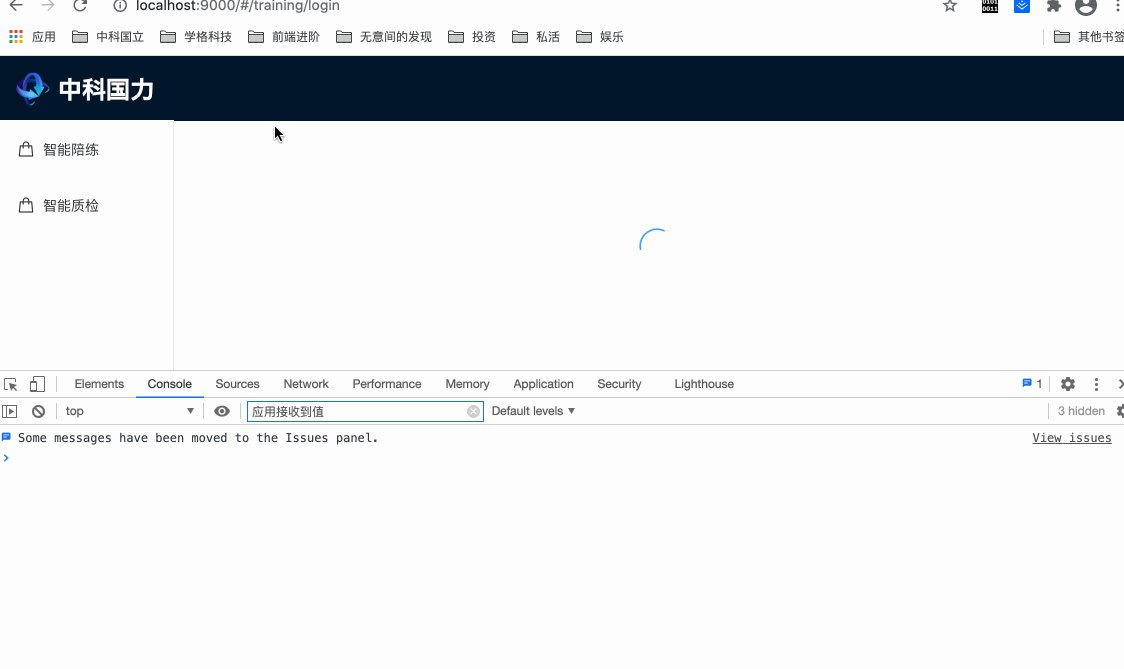 localhost:9000/#/training/login
应用 中科国立 学格科技 前端进阶 无意间的发现 投资 私活 娱乐 其他书签
中科国力
智能陪练
智能质检
Elements Console Sources Network Performance Memory Application Security Lighthouse 1
top 应用接收到值 Default levels 3 hidden
Some messages have been moved to the Issues panel. View issues